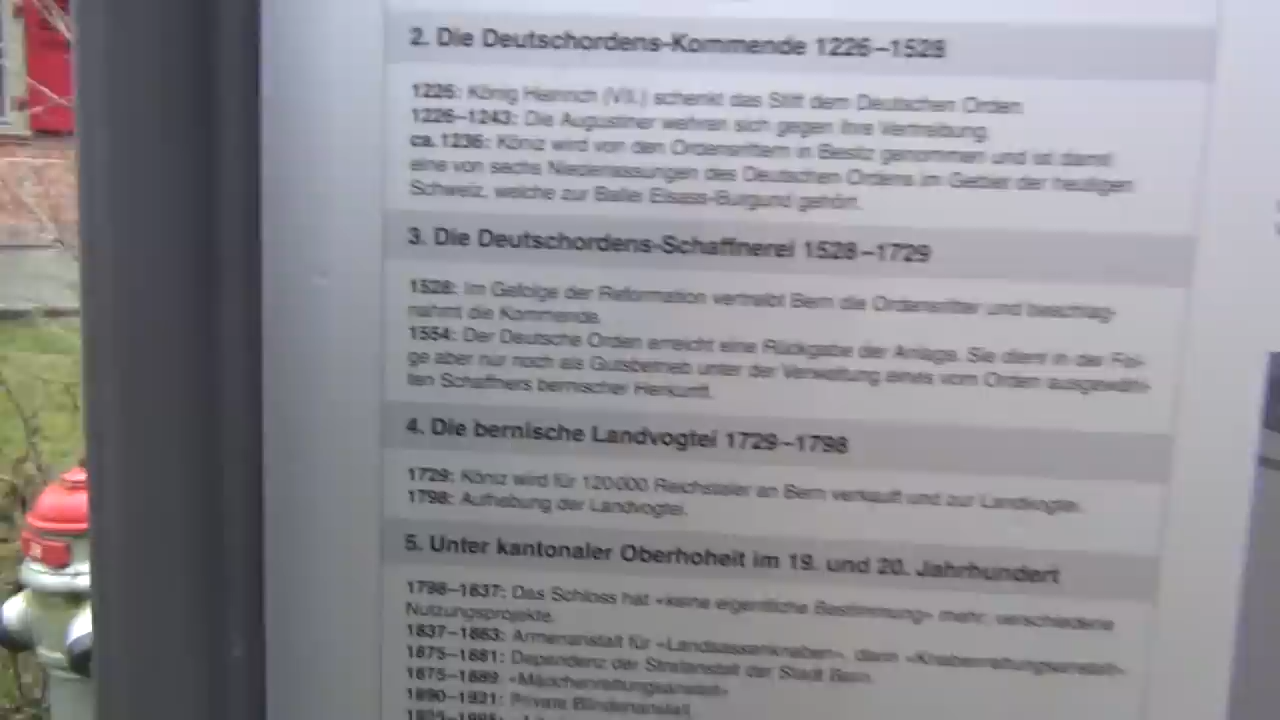 2. Die Deutschordens-Kommende 1226–1528
1226: König Heinrich (VII.) schenkt das Stift dem Deutschen Orden.
1226–1243: Die Augustiner wehren sich gegen ihre Vertreibung.
ca. 1236: Köniz wird von den Ordensrittern in Besitz genommen und ist damit
eine von sechs Niederlassungen des Deutschen Ordens im Gebiet der heutigen
Schweiz, welche zur Ballei Elsass-Burgund gehört.
3. Die Deutschordens-Schaffnerei 1528–1729
1528: Im Gefolge der Reformation vertreibt Bern die Ordensritter und beschlag-
nahmt die Kommende.
1554: Der Deutsche Orden erreicht eine Rückgabe der Anlage. Sie dient in der Fol-
ge aber nur noch als Gutsbetrieb unter der Verwaltung eines vom Orden ausgewähl-
ten Schaffners bernischer Herkunft.
4. Die bernische Landvogtei 1729–1798
1729: Köniz wird für 120000 Reichstaler an Bern verkauft und zur Landvogtei.
1798: Aufhebung der Landvogtei.
5. Unter kantonaler Oberhoheit im 19. und 20. Jahrhundert
1798–1837: Das Schloss hat «keine eigentliche Bestimmung» mehr, verschiedene
Nutzungsprojekte.
1837–1883: Armenanstalt für «Landsassenknaben», dann «Knabenrettungsanstalt».
1875–1881: Dependenz der Strafanstalt der Stadt Bern.
1875–1889: «Mädchenrettungsanstalt»
1890–1921: Private Blindenanstalt.